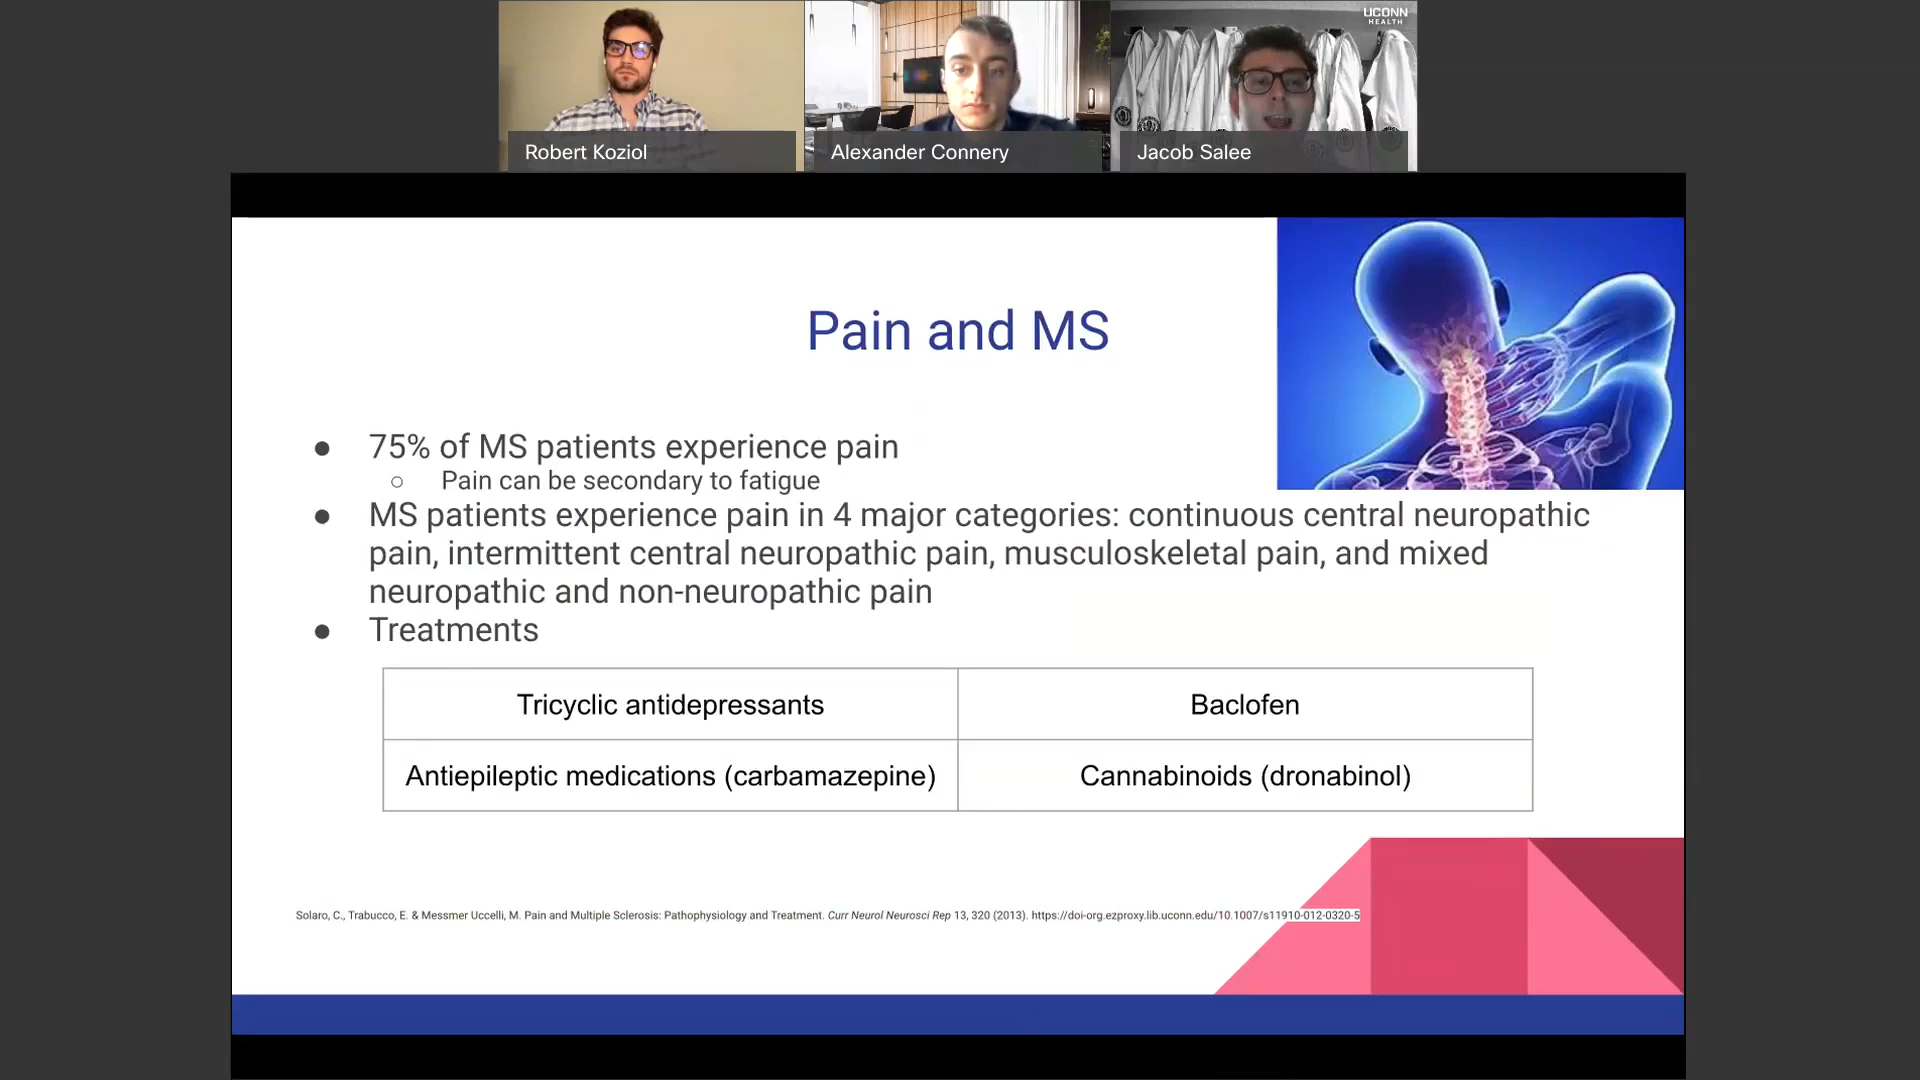 UCONN
HEALTH
Robert Koziol
Alexander Connery
Jacob Salee
Pain and MS
● 75% of MS patients experience pain
○ Pain can be secondary to fatigue
● MS patients experience pain in 4 major categories: continuous central neuropathic
pain, intermittent central neuropathic pain, musculoskeletal pain, and mixed
neuropathic and non-neuropathic pain
● Treatments
Tricyclic antidepressants
Baclofen
Antiepileptic medications (carbamazepine)
Cannabinoids (dronabinol)
Solaro, C., Trabucco, E. & Messmer Uccelli, M. Pain and Multiple Sclerosis: Pathophysiology and Treatment. Curr Neurol Neurosci Rep 13, 320 (2013). https://doi-org.ezproxy.lib.uconn.edu/10.1007/s11910-012-0320-5